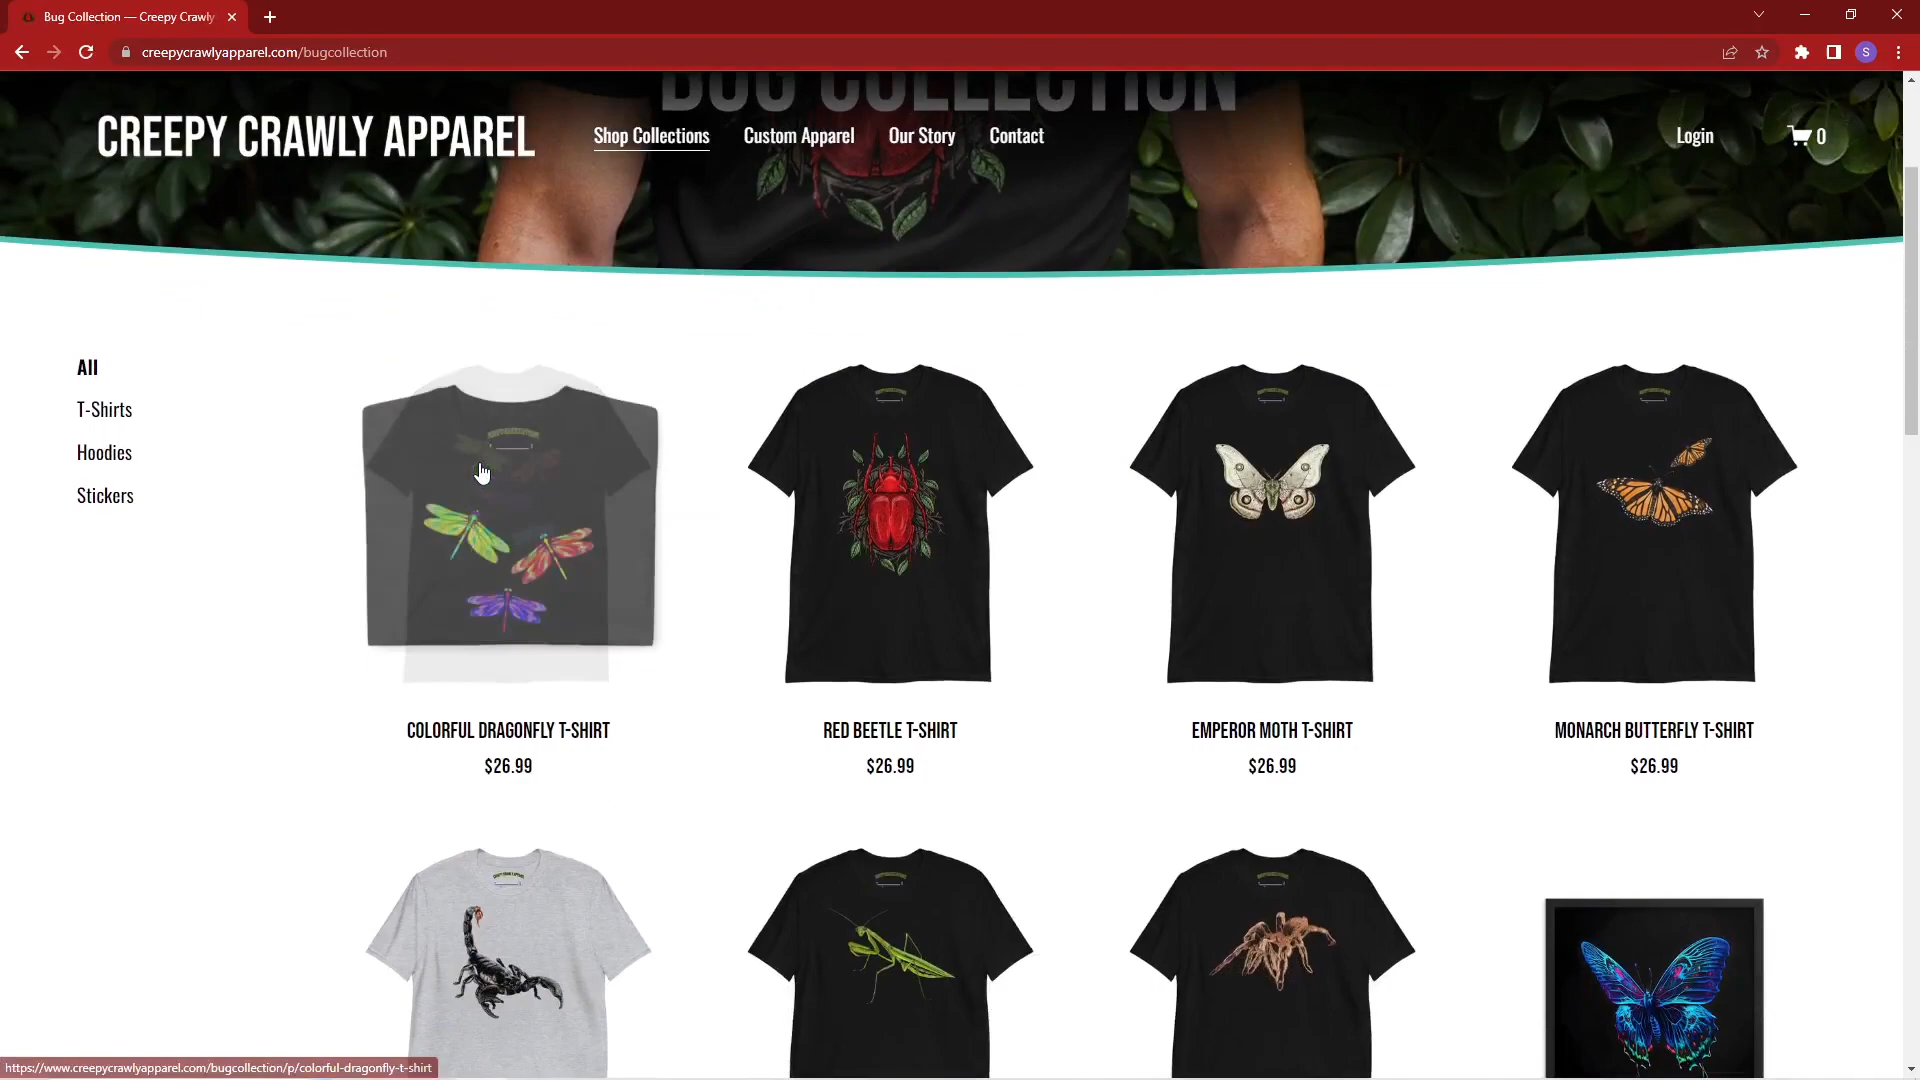 Bug Collection — Creepy Crawly
creepycrawlyapparel.com/bugcollection
S
BUG COLLECTION
CREEPY CRAWLY APPAREL
Shop Collections
Custom Apparel
Our Story
Contact
Login
0
All
T-Shirts
Hoodies
Stickers
COLORFUL DRAGONFLY T-SHIRT
$26.99
RED BEETLE T-SHIRT
$26.99
EMPEROR MOTH T-SHIRT
$26.99
MONARCH BUTTERFLY T-SHIRT
$26.99
https://www.creepycrawlyapparel.com/bugcollection/p/colorful-dragonfly-t-shirt